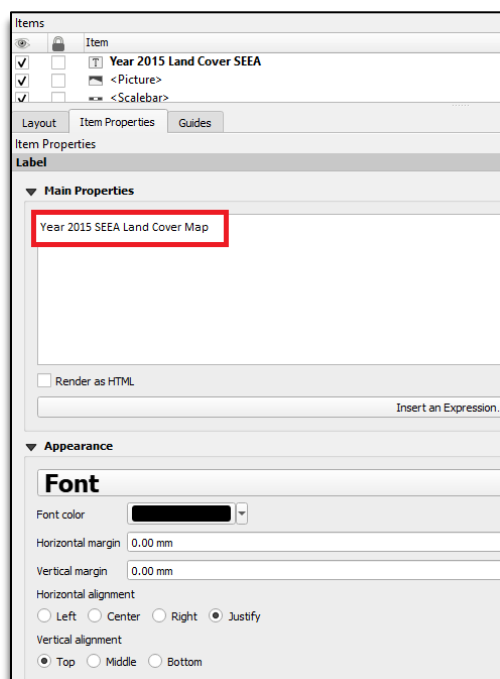 Items
Item
Year 2015 Land Cover SEEA
<Picture>
<Scalebar>
Layout Item Properties Guides
Item Properties
Label
Main Properties
Year 2015 SEEA Land Cover Map
Render as HTML
Insert an Expression.
Appearance
Font
Font color
Horizontal margin 0.00 mm
Vertical margin 0.00 mm
Horizontal alignment
Left Center Right Justify
Vertical alignment
Top Middle Bottom